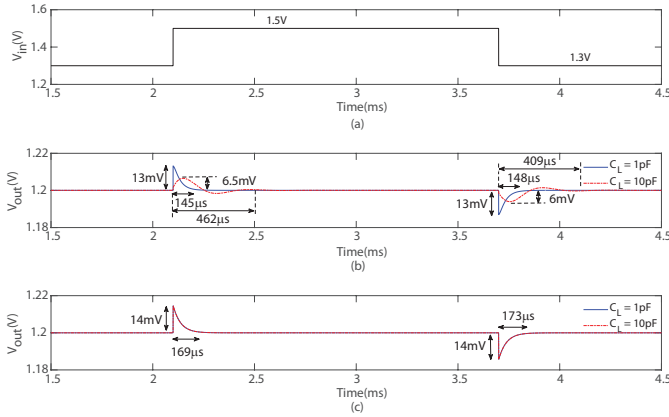 1.6
1.5V
V_in(V)
1.4
1.3V
1.2
1.5
2
2.5
3
3.5
4
4.5
Time(ms)
(a)
1.22
409μs
C_L = 1pF
13mV
6.5mV
148μs
C_L = 10pF
V_out(V)
1.2
145μs
13mV
6mV
462μs
1.18
1.5
2
2.5
3
3.5
4
4.5
Time(ms)
(b)
1.22
C_L = 1pF
14mV
173μs
C_L = 10pF
V_out(V)
1.2
169μs
14mV
1.18
1.5
2
2.5
3
3.5
4
4.5
Time(ms)
(c)